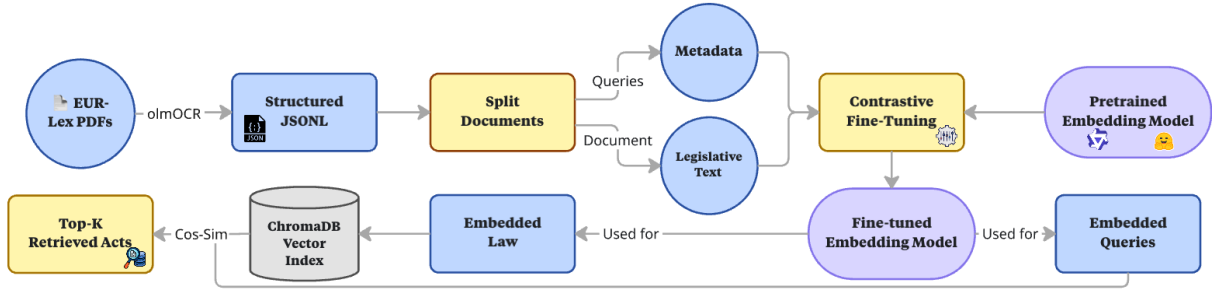 EUR-
Lex PDFs
olmOCR
Structured
JSONL
{;}
JSON
Split
Documents
Queries
Document
Metadata
Legislative
Text
Contrastive
Fine-Tuning
Pretrained
Embedding Model
Top-K
Retrieved Acts
Cos-Sim
ChromaDB
Vector
Index
Embedded
Law
Used for
Fine-tuned
Embedding Model
Used for
Embedded
Queries